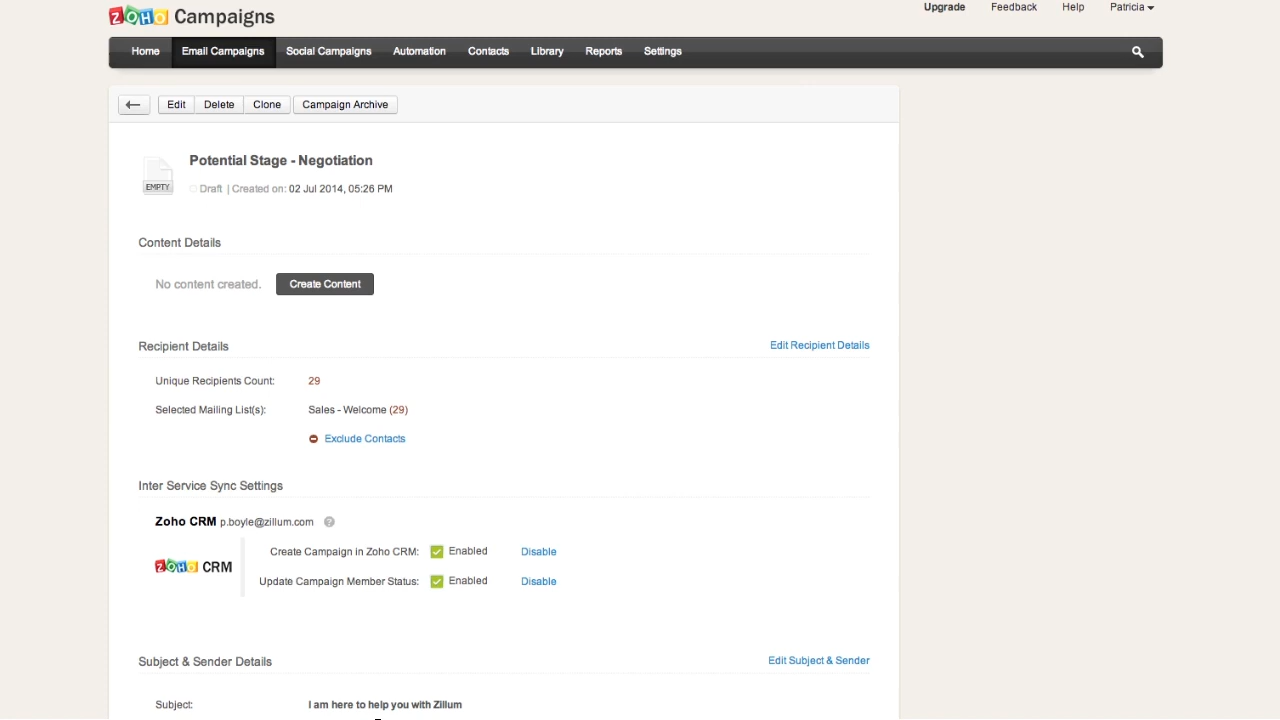 ZOHO Campaigns
Upgrade Feedback Help Patricia
Home Email Campaigns Social Campaigns Automation Contacts Library Reports Settings
Edit Delete Clone Campaign Archive
EMPTY
Potential Stage - Negotiation
Draft | Created on: 02 Jul 2014, 05:26 PM
Content Details
No content created. Create Content
Recipient Details Edit Recipient Details
Unique Recipients Count: 29
Selected Mailing List(s): Sales - Welcome (29)
Exclude Contacts
Inter Service Sync Settings
Zoho CRM p.boyle@zillum.com ?
ZOHO CRM
Create Campaign in Zoho CRM: Enabled Disable
Update Campaign Member Status: Enabled Disable
Subject & Sender Details Edit Subject & Sender
Subject: I am here to help you with Zillum